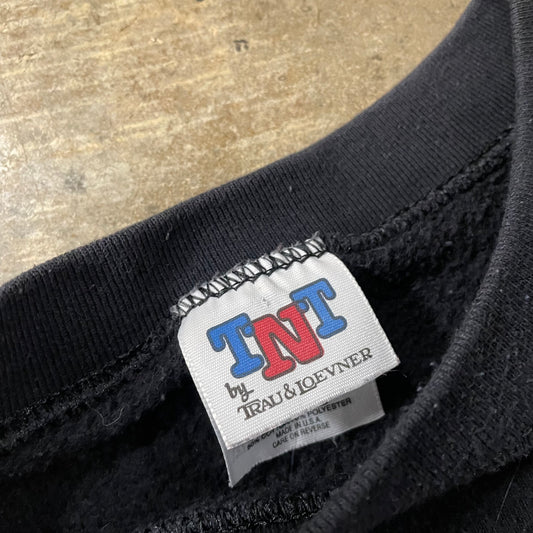 TNT
by
TRAU & LOEVNER
POLYESTER
MADE IN U.S.A.
CARE ON REVERSE